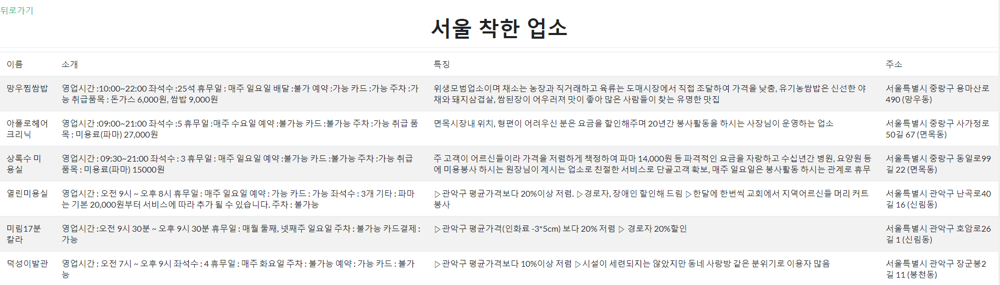 뒤로가기
서울 착한 업소
이름 소개 특징 주소
망우찜쌈밥 영업시간 :10:00~22:00 좌석수 :25석 휴무일 : 매주 일요일 배달 :불가 예약 :가능 카드 :가능 주차 :가 위생모범업소이며 채소는 농장과 직거래하고 육류는 도매시장에서 직접 조달하여 가격을 낮춤, 유기농쌈밥은 신선한 야 서울특별시 중랑구 용마산로
능 취급품목 : 돈가스 6,000원, 쌈밥 9,000원 채와 돼지삼겹살, 쌈된장이 어우러져 맛이 좋아 많은 사람들이 찾는 유명한 맛집 490 (망우동)
아폴로헤어 영업시간 :09:00~21:00 좌석수 :5 휴무일 :매주 수요일 예약 :불가능 카드 :불가능 주차 :가능 취급 품 면목시장내 위치, 형편이 어려우신 분은 요금을 할인해주며 20년간 봉사활동을 하시는 사장님이 운영하는 업소 서울특별시 중랑구 사가정로
크리닉 목 : 미용료(파마) 27,000원 50길 67 (면목동)
상록수 미 영업시간 : 09:30~21:00 좌석수 : 3 휴무일 : 매주 일요일 예약 :불가능 카드 :불가능 주차 :가능 취급 주 고객이 어르신들이라 가격을 저렴하게 책정하여 파마 14,000원 등 파격적인 요금을 자랑하고 수십년간 병원, 요양원 등 서울특별시 중랑구 동일로99
용실 품목 : 미용료(파마) 15000원 에 미용봉사 하시는 원장님이 계시는 업소로 친절한 서비스로 단골고객 확보, 매주 일요일은 봉사활동 하시는 관계로 휴무 길 22 (면목동)
열린미용실 영업시간 : 오전 9시 ~ 오후 8시 휴무일 : 매주 일요일 예약 : 가능 카드 : 가능 좌석수 : 3개 기타 : 파마 ▷관악구 평균가격보다 20%이상 저렴. ▷경로자, 장애인 할인해 드림 ▷한달에 한번씩 교회에서 지역어르신들 머리 커트 서울특별시 관악구 난곡로40
는 기본 20,000원부터 서비스에 따라 추가 될 수 있습니다. 주차 : 불가능 봉사 길 16 (신림동)
미림17분 영업시간 :오전 9시 30분 ~ 오후 9시 30분 휴무일 : 매월 둘째, 넷째주 일요일 주차 : 불가능 카드결제 : ▷관악구 평균가격(인화료 -3*5cm) 보다 20% 저렴 ▷ 경로자 20%할인 서울특별시 관악구 호암로26
칼라 가능 길 1 (신림동)
덕성이발관 영업시간 : 오전 7시 ~ 오후 9시 좌석수 : 4 휴무일 : 매주 화요일 주차 : 불가능 예약 : 가능 카드 : 불가 ▷관악구 평균가격보다 10%이상 저렴 ▷시설이 세련되지는 않았지만 동네 사랑방 같은 분위기로 이용자 많음 서울특별시 관악구 장군봉2
능 길 11 (봉천동)